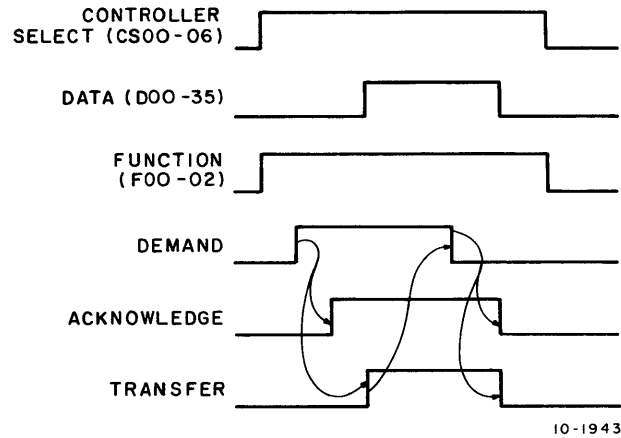 CONTROLLER
SELECT (CS00-06)
DATA (D00-35)
FUNCTION
(F00-02)
DEMAND
ACKNOWLEDGE
TRANSFER
10-1943